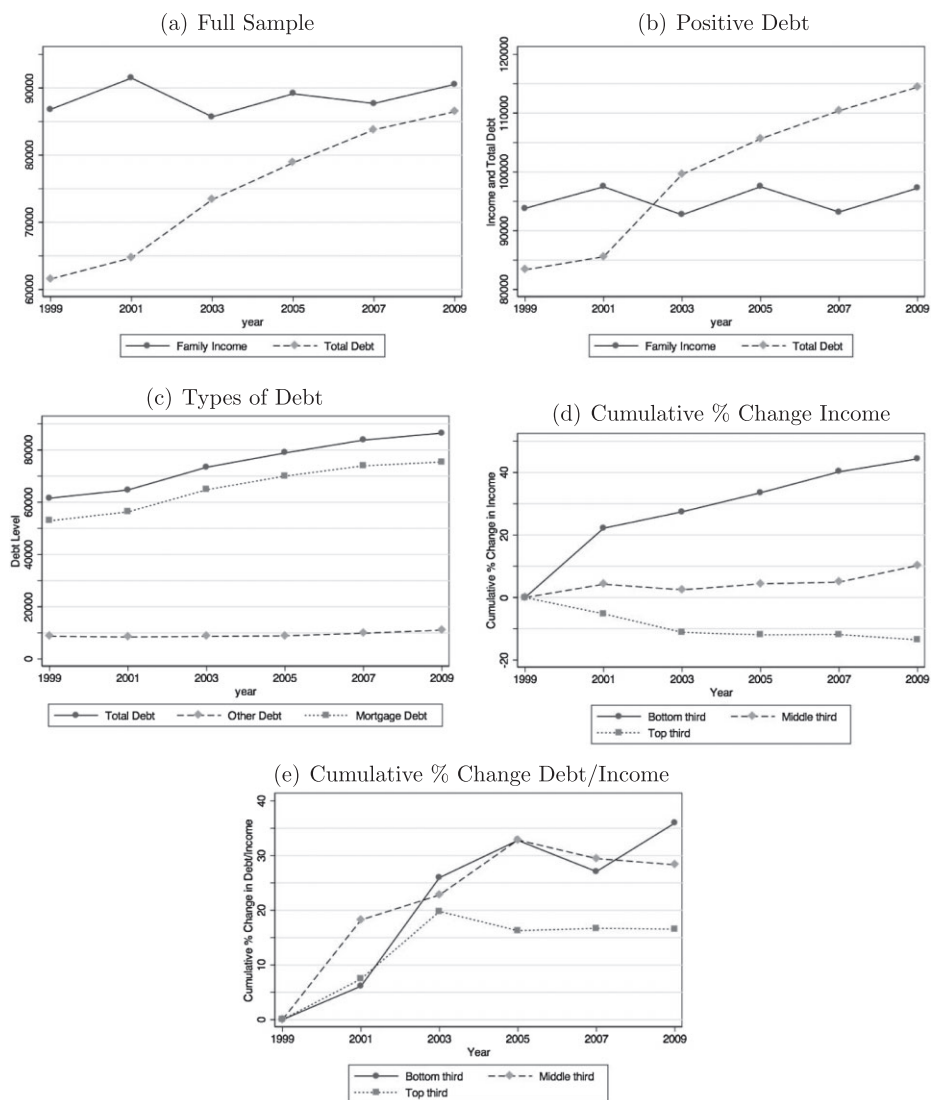 (a) Full Sample
90000
80000
70000
60000
1999 2001 2003 2005 2007 2009
year
Family Income Total Debt
(b) Positive Debt
Income and Total Debt
120000
110000
100000
90000
80000
1999 2001 2003 2005 2007 2009
year
Family Income Total Debt
(c) Types of Debt
Debt Level
80000
60000
40000
20000
0
1999 2001 2003 2005 2007 2009
year
Total Debt Other Debt Mortgage Debt
(d) Cumulative % Change Income
Cumulative % Change in Income
40
20
0
-20
1999 2001 2003 2005 2007 2009
Year
Bottom third Middle third
Top third
(e) Cumulative % Change Debt/Income
Cumulative % Change in Debt/Income
40
30
20
10
0
1999 2001 2003 2005 2007 2009
Year
Bottom third Middle third
Top third